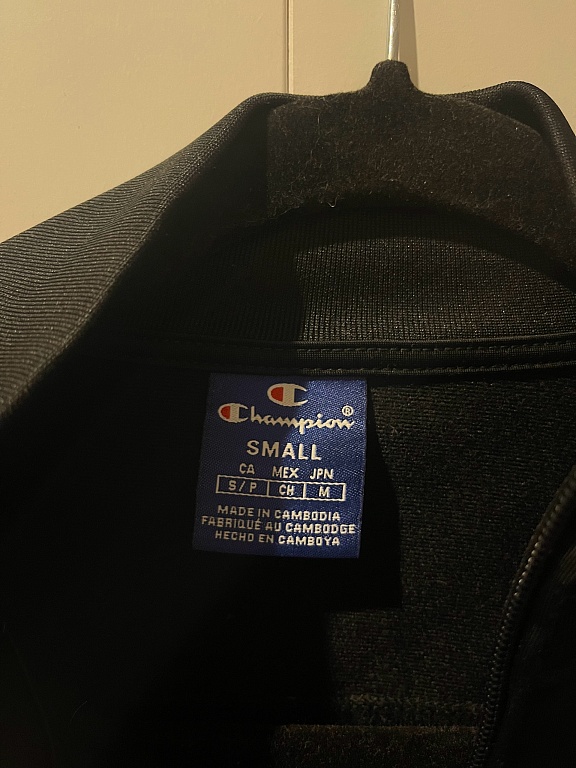 Champion®
SMALL
CA MEX JPN
S/P CH M
MADE IN CAMBODIA
FABRIQUÉ AU CAMBODGE
HECHO EN CAMBOYA